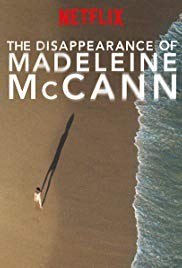 NETFLIX
THE DISAPPEARANCE OF
MADELEINE
McCANN